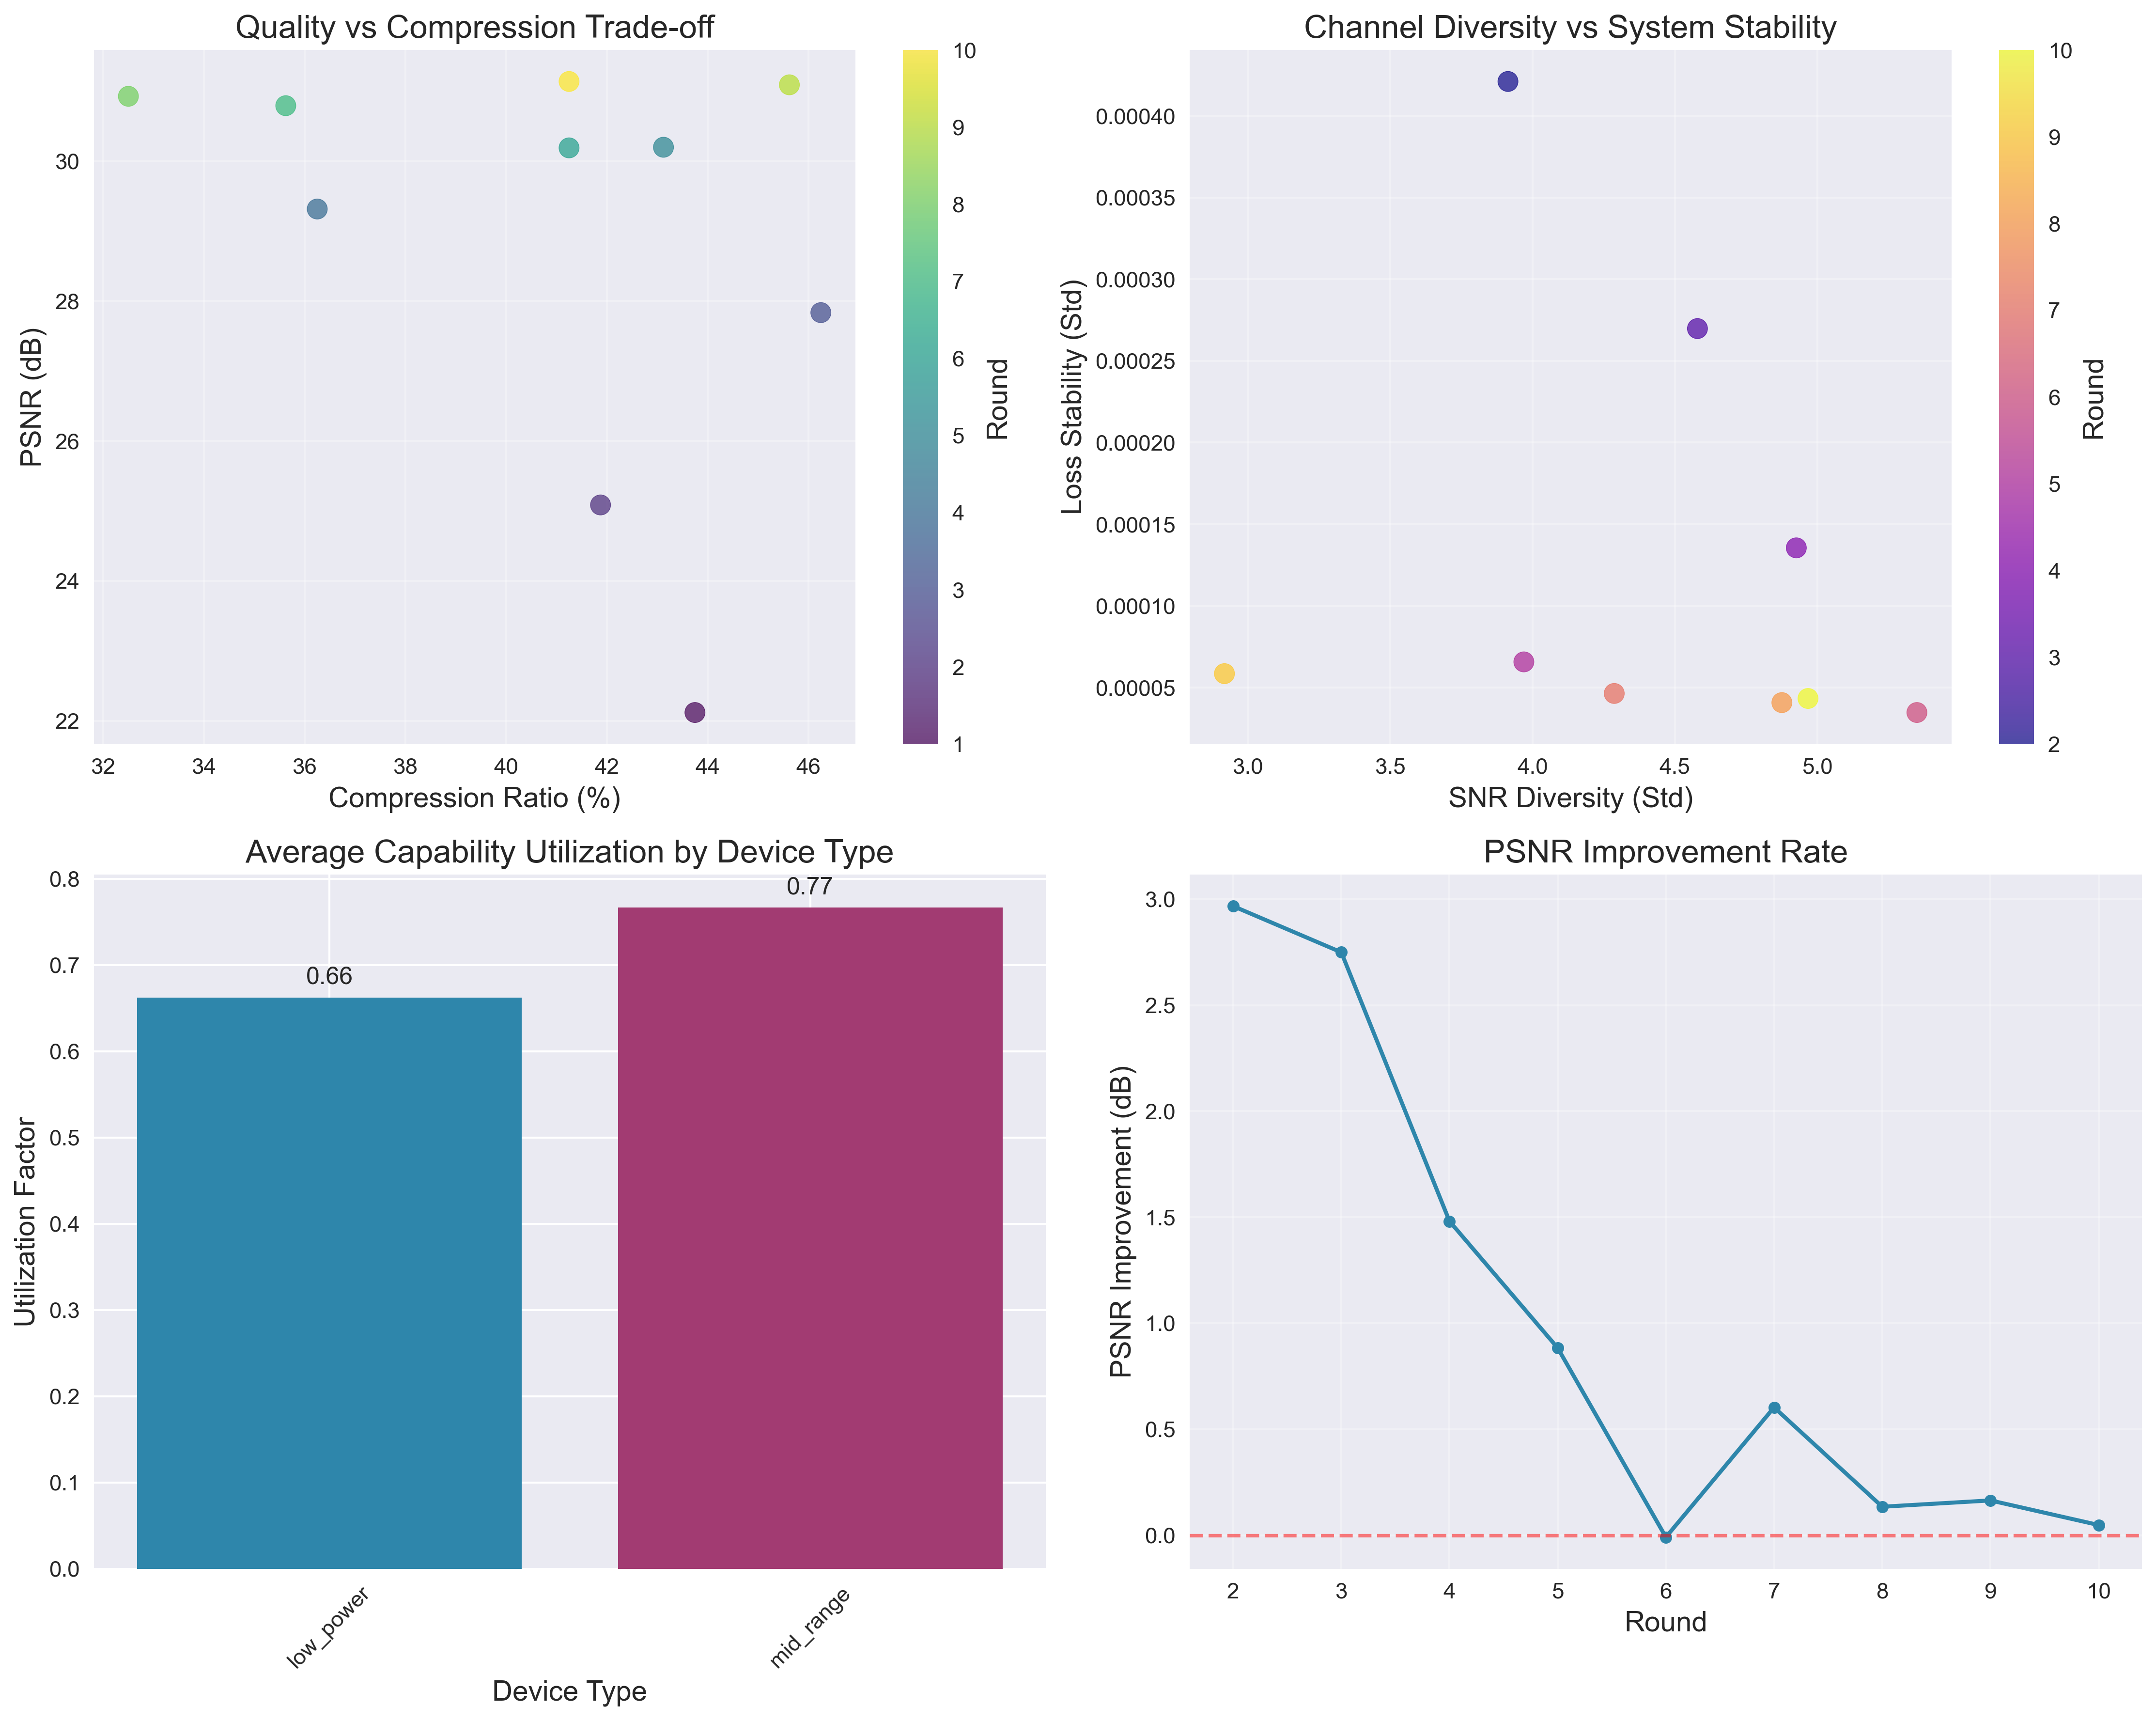 Quality vs Compression Trade-off
PSNR (dB)
30
28
26
24
22
32 34 36 38 40 42 44 46
Compression Ratio (%)
10
9
8
7
6
5
4
3
2
1
Round
Channel Diversity vs System Stability
Loss Stability (Std)
0.00040
0.00035
0.00030
0.00025
0.00020
0.00015
0.00010
0.00005
3.0 3.5 4.0 4.5 5.0
SNR Diversity (Std)
10
9
8
7
6
5
4
3
2
Round
Average Capability Utilization by Device Type
Utilization Factor
0.8
0.7
0.6
0.5
0.4
0.3
0.2
0.1
0.0
0.66
0.77
low_power
mid_range
Device Type
PSNR Improvement Rate
PSNR Improvement (dB)
3.0
2.5
2.0
1.5
1.0
0.5
0.0
2 3 4 5 6 7 8 9 10
Round